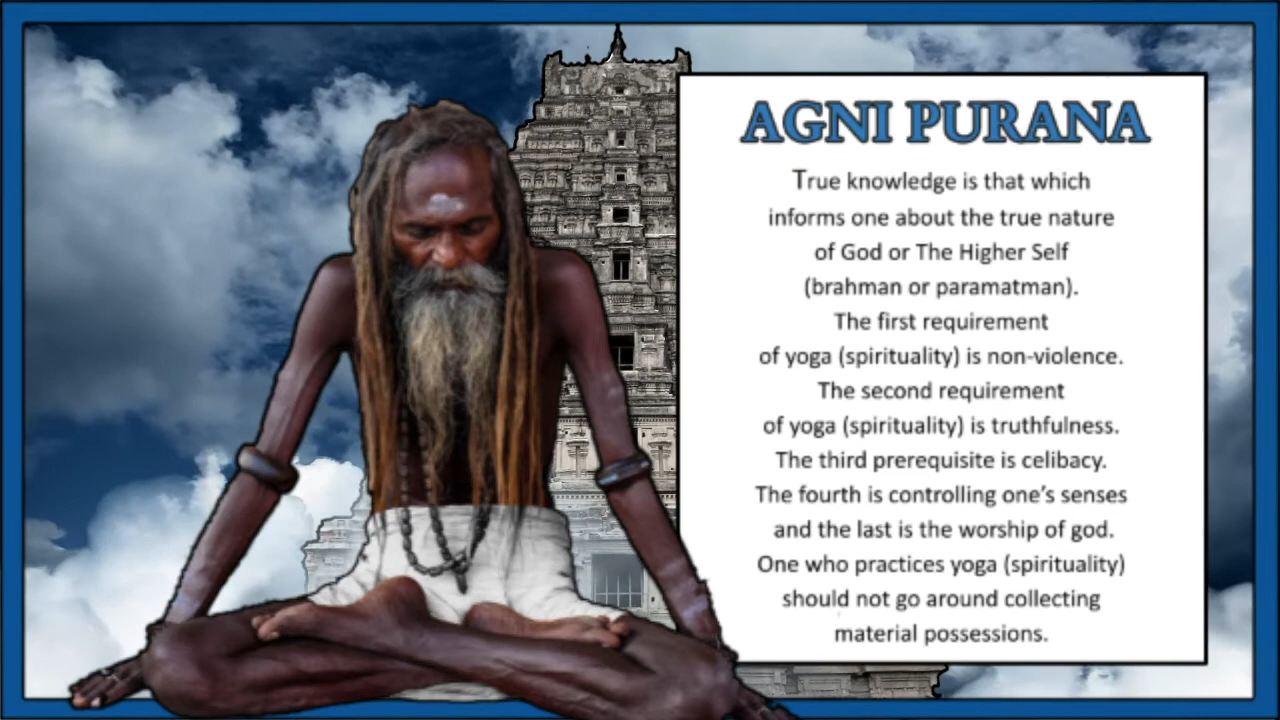 AGNI PURANA
True knowledge is that which
informs one about the true nature
of God or The Higher Self
(brahman or paramatman).
The first requirement
of yoga (spirituality) is non-violence.
The second requirement
of yoga (spirituality) is truthfulness.
The third prerequisite is celibacy.
The fourth is controlling one’s senses
and the last is the worship of god.
One who practices yoga (spirituality)
should not go around collecting
material possessions.